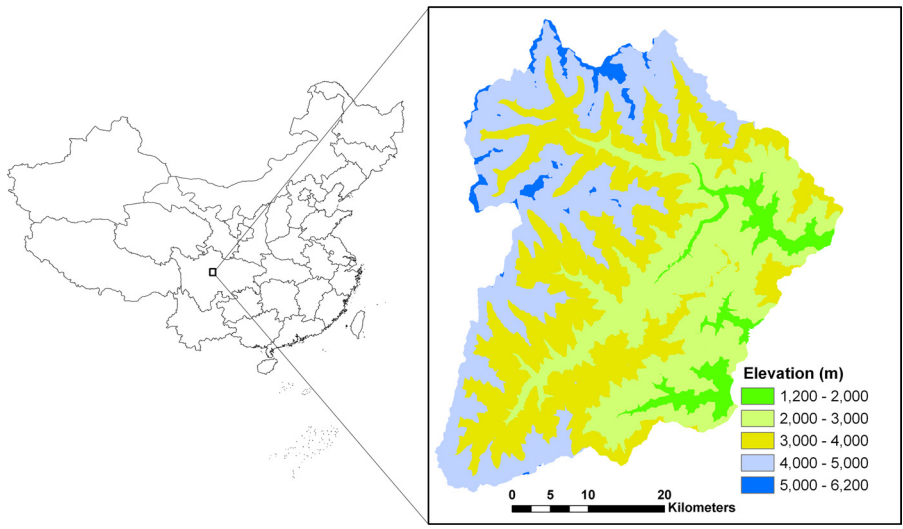 Elevation (m)
1,200 - 2,000
2,000 - 3,000
3,000 - 4,000
4,000 - 5,000
5,000 - 6,200
0 5 10 20
Kilometers